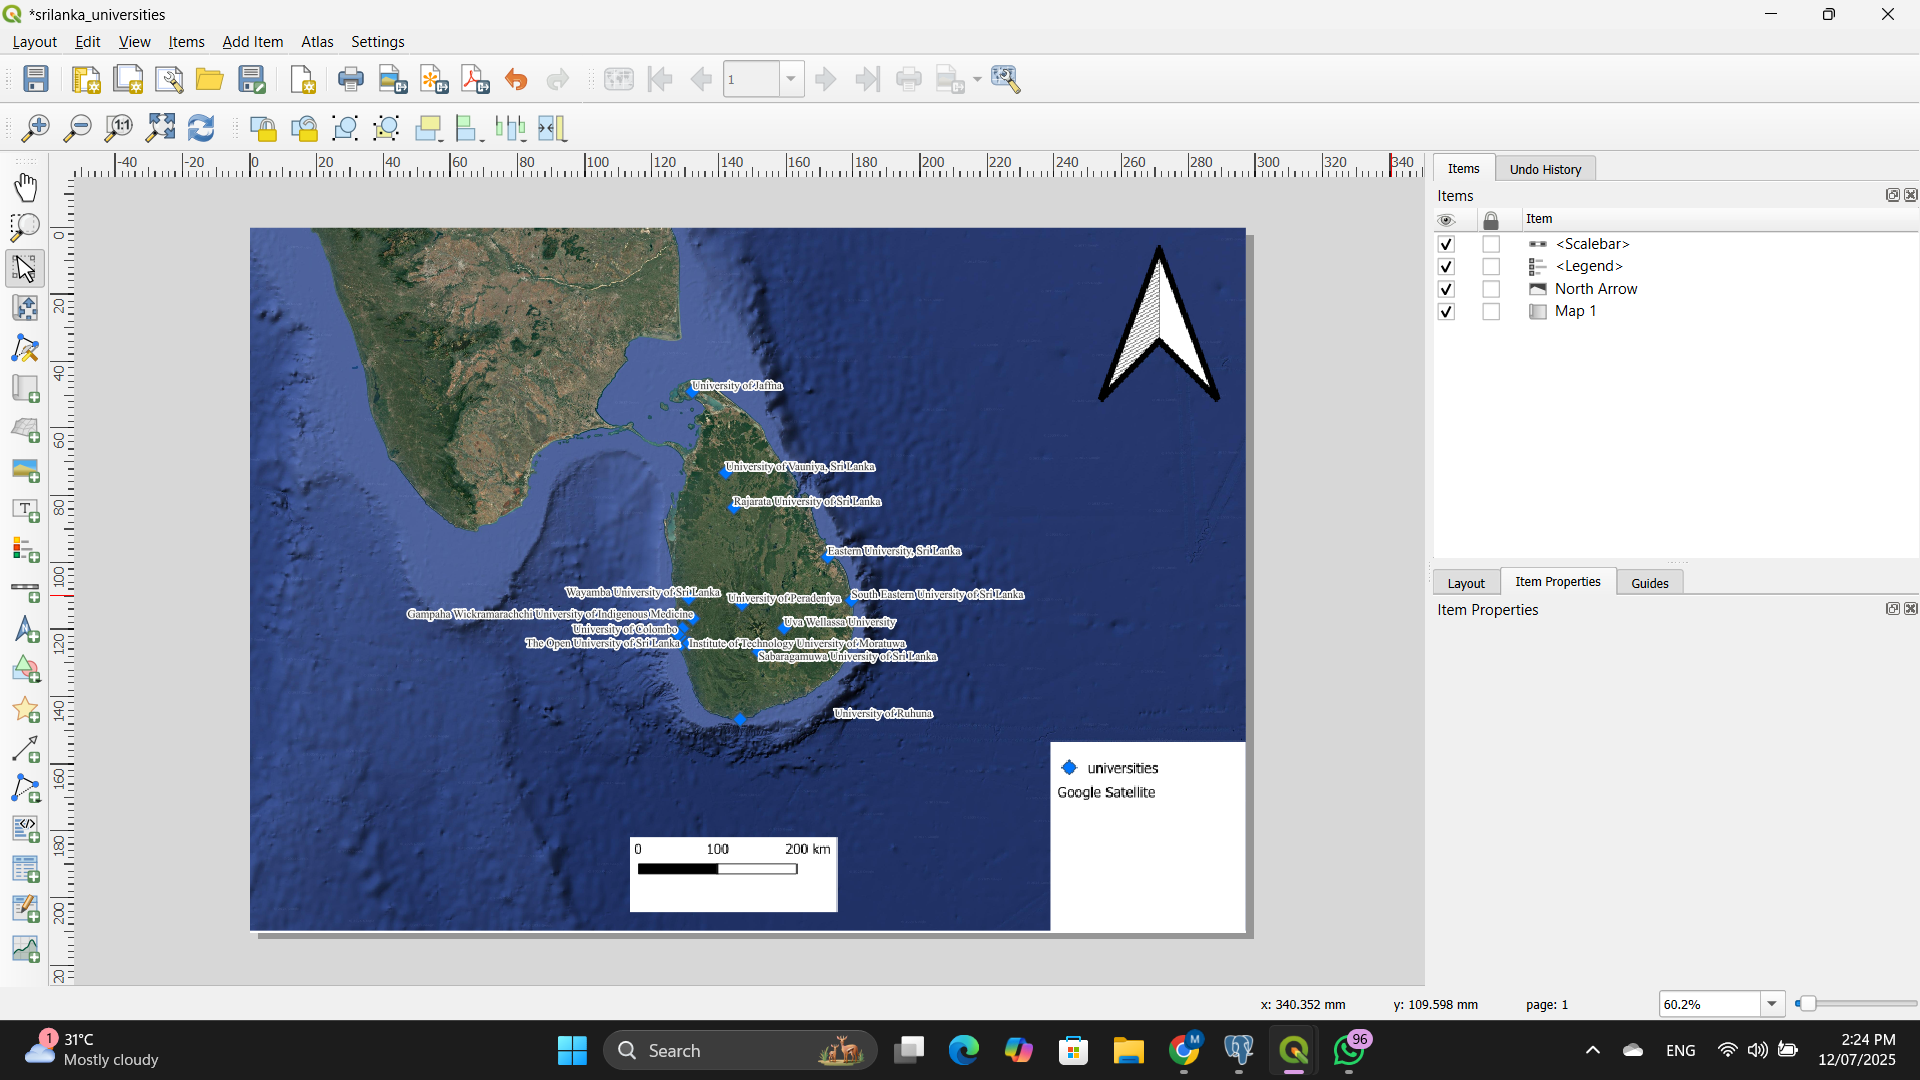 *srilanka_universities
Layout Edit View Items Add Item Atlas Settings
1
1:1
-40 -20 0 20 40 60 80 100 120 140 160 180 200 220 240 260 280 300 320 340
0
20
40
60
80
100
120
140
160
180
200
20
University of Jaffna
University of Vauniya, Sri Lanka
Rajarata University of Sri Lanka
Eastern University, Sri Lanka
Wayamba University of Sri Lanka
University of Peradeniya
South Eastern University of Sri Lanka
Gampaha Wickramarachchi University of Indigenous Medicine
Uva Wellassa University
University of Colombo
The Open University of Sri Lanka
Institute of Technology University of Moratuwa
Sabaragamuwa University of Sri Lanka
University of Ruhuna
universities
Google Satellite
0 100 200 km
Items Undo History
Items
Item
<Scalebar>
<Legend>
North Arrow
Map 1
Layout Item Properties Guides
Item Properties
x: 340.352 mm y: 109.598 mm page: 1 60.2%
1
31°C
Mostly cloudy
Search
M
96
ENG
2:24 PM
12/07/2025